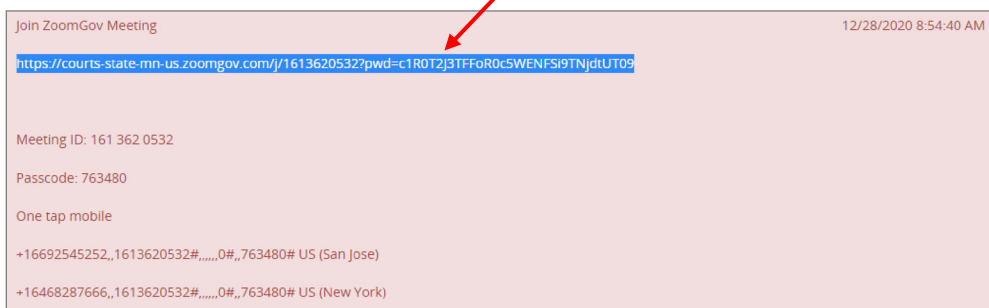 Join ZoomGov Meeting 12/28/2020 8:54:40 AM
https://courts-state-mn-us.zoomgov.com/j/1613620532?pwd=c1R0T2J3TFFoR0c5WENFSi9TNjdtUT09
Meeting ID: 161 362 0532
Passcode: 763480
One tap mobile
+16692545252,,1613620532#,,,,,,0#,,763480# US (San Jose)
+16468287666,,1613620532#,,,,,,0#,,763480# US (New York)